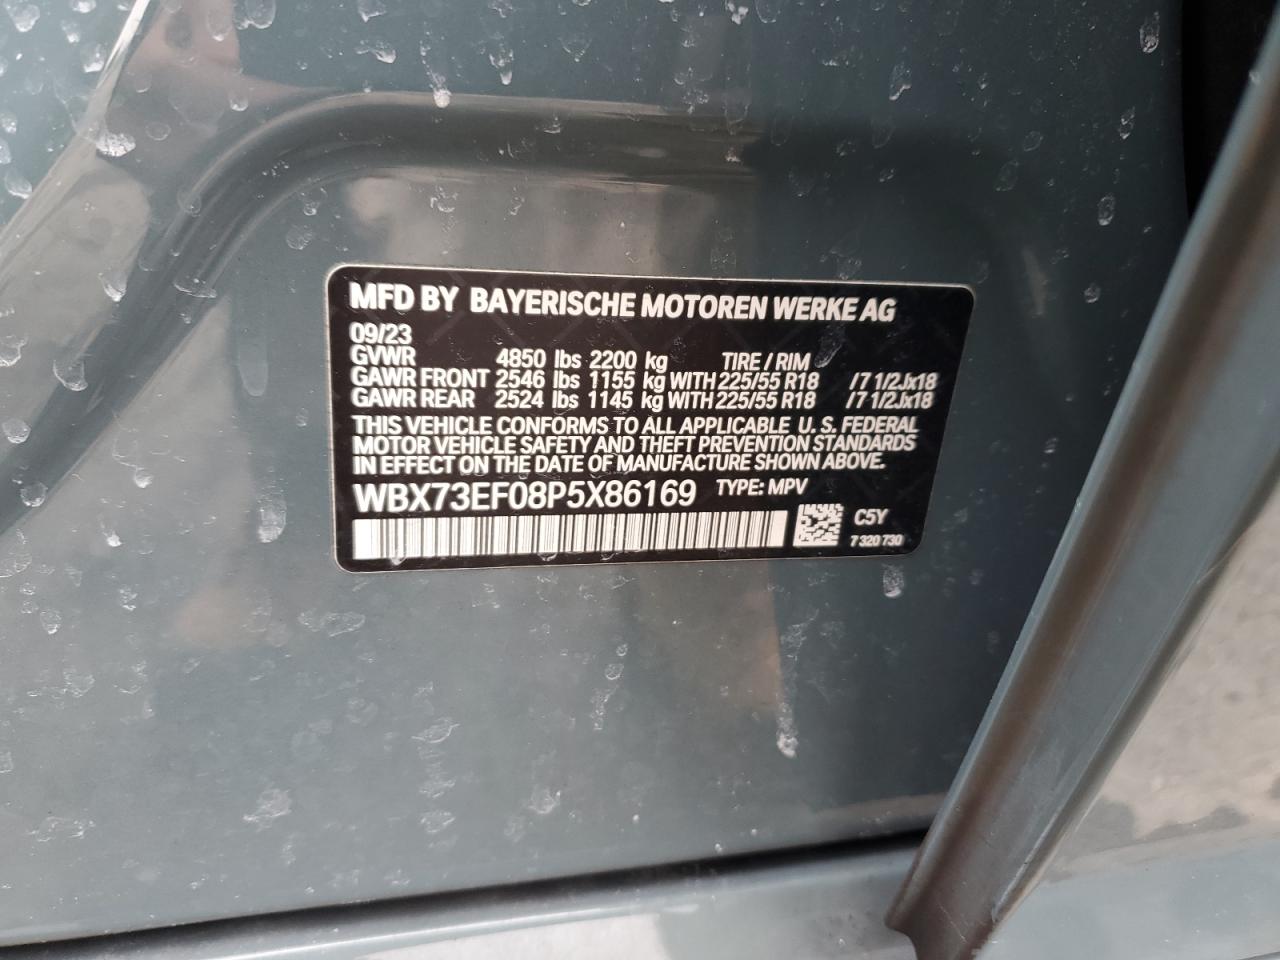 MFD BY BAYERISCHE MOTOREN WERKE AG
09/23
GVWR 4850 lbs 2200 kg TIRE / RIM
GAWR FRONT 2546 lbs 1155 kg WITH 225/55 R18 /7 1/2Jx18
GAWR REAR 2524 lbs 1145 kg WITH 225/55 R18 /7 1/2Jx18
THIS VEHICLE CONFORMS TO ALL APPLICABLE U. S. FEDERAL
MOTOR VEHICLE SAFETY AND THEFT PREVENTION STANDARDS
IN EFFECT ON THE DATE OF MANUFACTURE SHOWN ABOVE.
WBX73EF08P5X86169 TYPE: MPV
C5Y
7 320 730